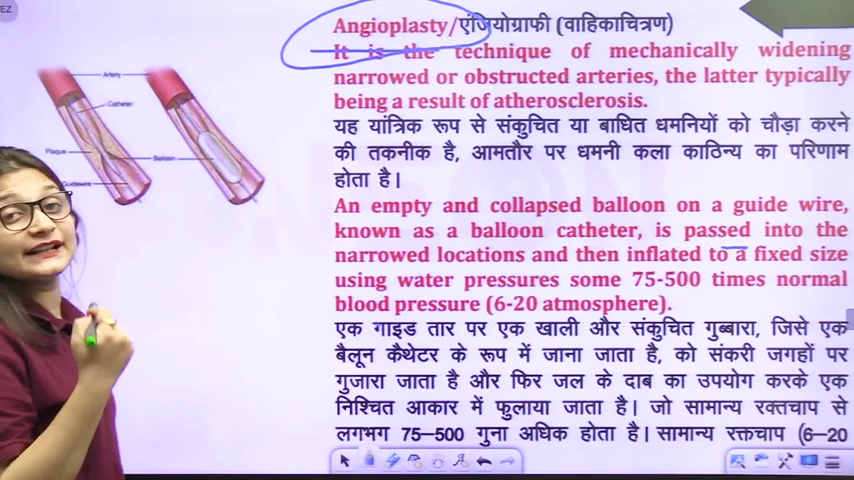 EZ
Angioplasty/एंजियोग्राफी (वाहिकाचित्रण)
It is the technique of mechanically widening
narrowed or obstructed arteries, the latter typically
being a result of atherosclerosis.
यह यांत्रिक रूप से संकुचित या बाधित धमनियों को चौड़ा करने
की तकनीक है, आमतौर पर धमनी कला काठिन्य का परिणाम
होता है।
An empty and collapsed balloon on a guide wire,
known as a balloon catheter, is passed into the
narrowed locations and then inflated to a fixed size
using water pressures some 75-500 times normal
blood pressure (6-20 atmosphere).
एक गाइड तार पर एक खाली और संकुचित गुब्बारा, जिसे एक
बैलून कैथेटर के रूप में जाना जाता है, को संकरी जगहों पर
गुजारा जाता है और फिर जल के दाब का उपयोग करके एक
निश्चित आकार में फुलाया जाता है। जो सामान्य रक्तचाप से
लगभग 75–500 गुना अधिक होता है। सामान्य रक्तचाप (6–20
Artery
Catheter
Plaque
Balloon
Guidewire